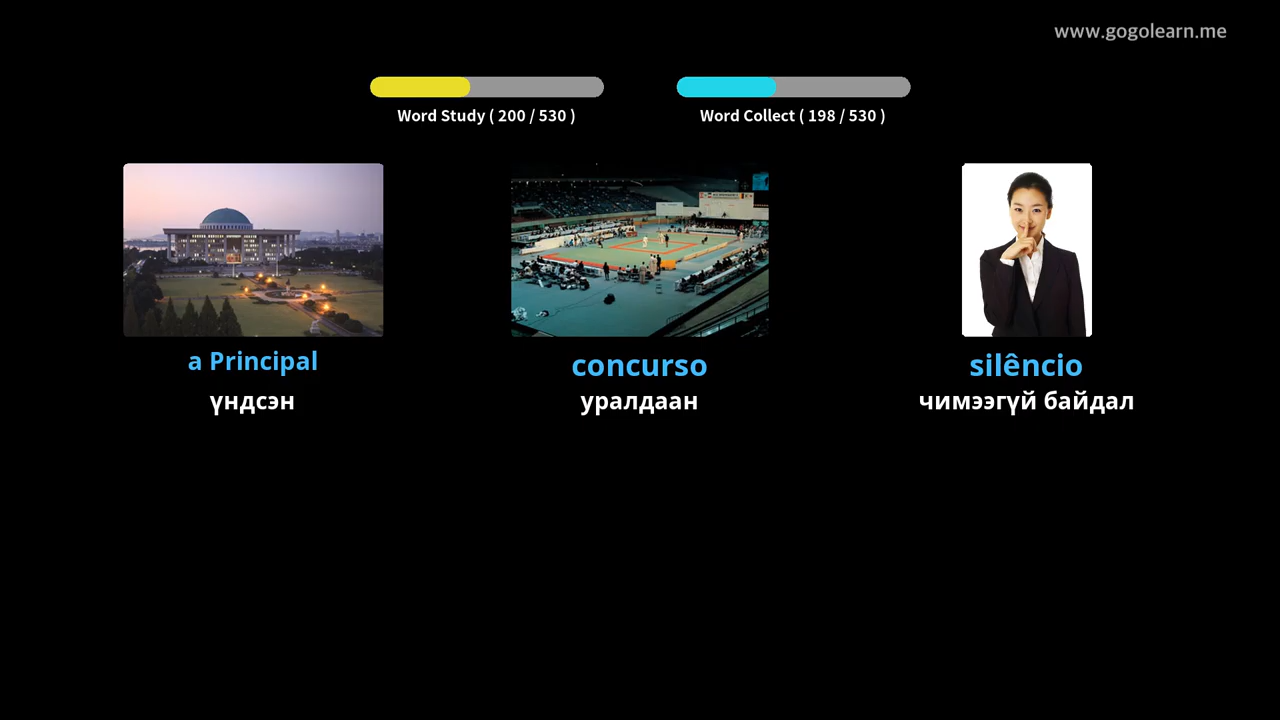 www.gogolearn.me
Word Study ( 200 / 530 )
Word Collect ( 198 / 530 )
a Principal
үндсэн
concurso
уралдаан
silêncio
чимээгүй байдал